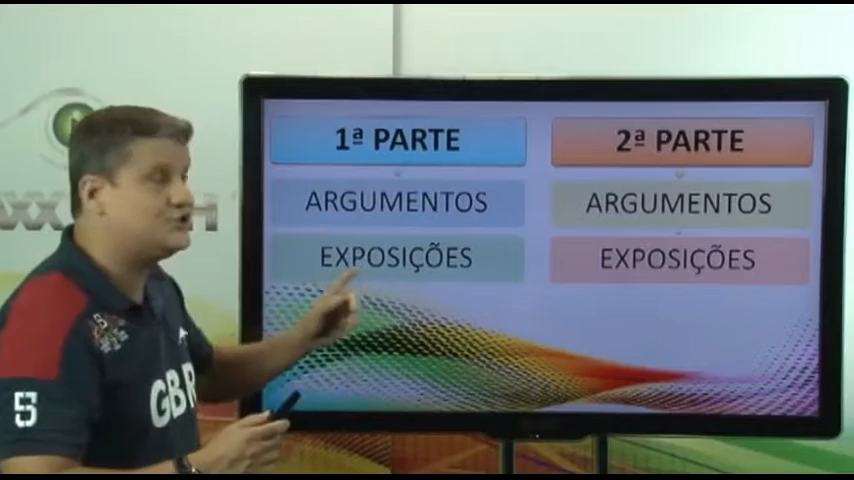 1ª PARTE
2ª PARTE
ARGUMENTOS
ARGUMENTOS
EXPOSIÇÕES
EXPOSIÇÕES
GBR
5